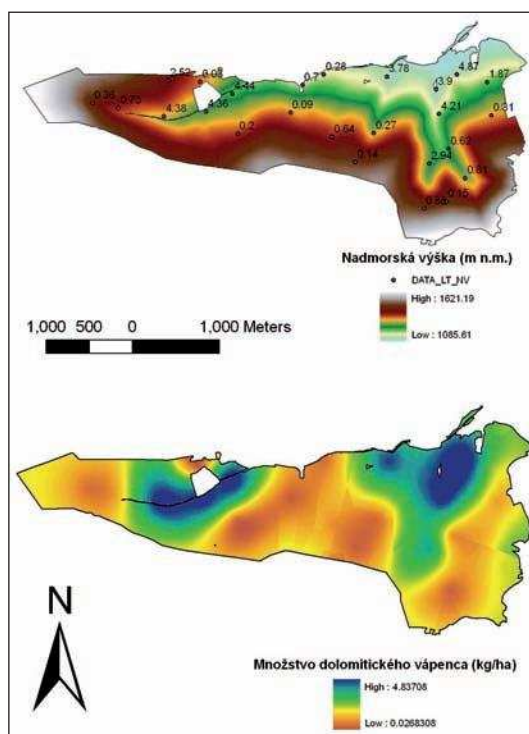 2.52
0.08
8
0.36
0.73
4.38
4.36
4.44
0.7
0.28
3.78
4.87
3.9
1.87
0.09
0.2
0.64
0.27
4.21
0.31
0.14
0.62
2.94
0.81
0.15
Nadmorská výška (m n.m.)
DATA_LT_NV
High : 1621.19
Low : 1085.61
1,000 500 0 1,000 Meters
N
Množstvo dolomitického vápenca (kg/ha)
High : 4.83708
Low : 0.0268308